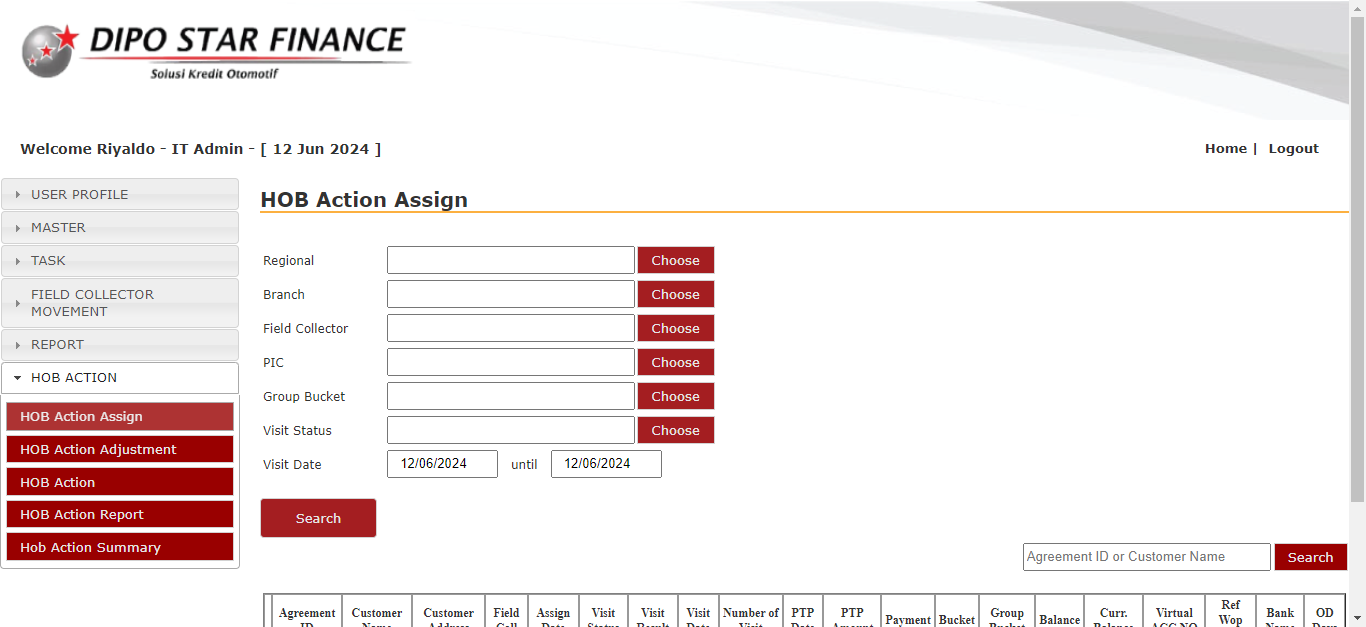 DIPO STAR FINANCE
Solusi Kredit Otomotif
Welcome Riyaldo - IT Admin - [ 12 Jun 2024 ]
Home | Logout
USER PROFILE
MASTER
TASK
FIELD COLLECTOR
MOVEMENT
REPORT
HOB ACTION
HOB Action Assign
HOB Action Adjustment
HOB Action
HOB Action Report
Hob Action Summary
HOB Action Assign
Regional Choose
Branch Choose
Field Collector Choose
PIC Choose
Group Bucket Choose
Visit Status Choose
Visit Date 12/06/2024 until 12/06/2024
Search
Agreement ID or Customer Name Search
Agreement ID
Customer Name
Customer Address
Field Coll
Assign Date
Visit Status
Visit Result
Visit Date
Number of Visit
PTP Date
PTP Amount
Payment
Bucket
Group Bucket
Balance
Curr. Balance
Virtual ACC NO
Ref Wop
Bank Name
OD Days